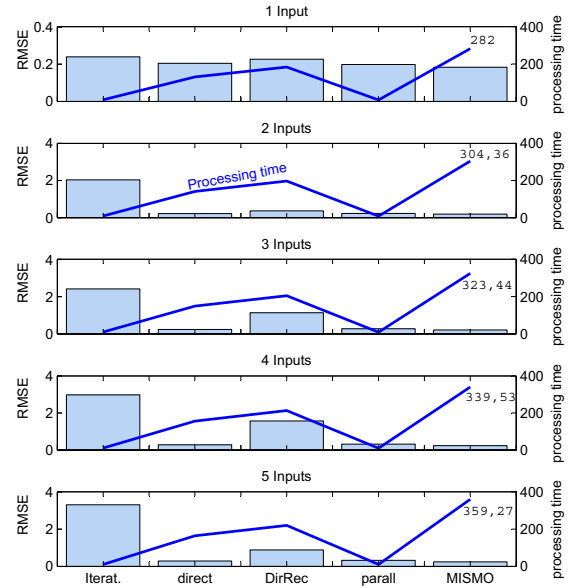 1 Input
RMSE
0.4
0.2
0
400
200
0
processing time
282
2 Inputs
RMSE
4
2
0
400
200
0
processing time
Processing time
304,36
3 Inputs
RMSE
4
2
0
400
200
0
processing time
323,44
4 Inputs
RMSE
4
2
0
400
200
0
processing time
339,53
5 Inputs
RMSE
4
2
0
400
200
0
processing time
359,27
Iterat. direct DirRec parall MISMO